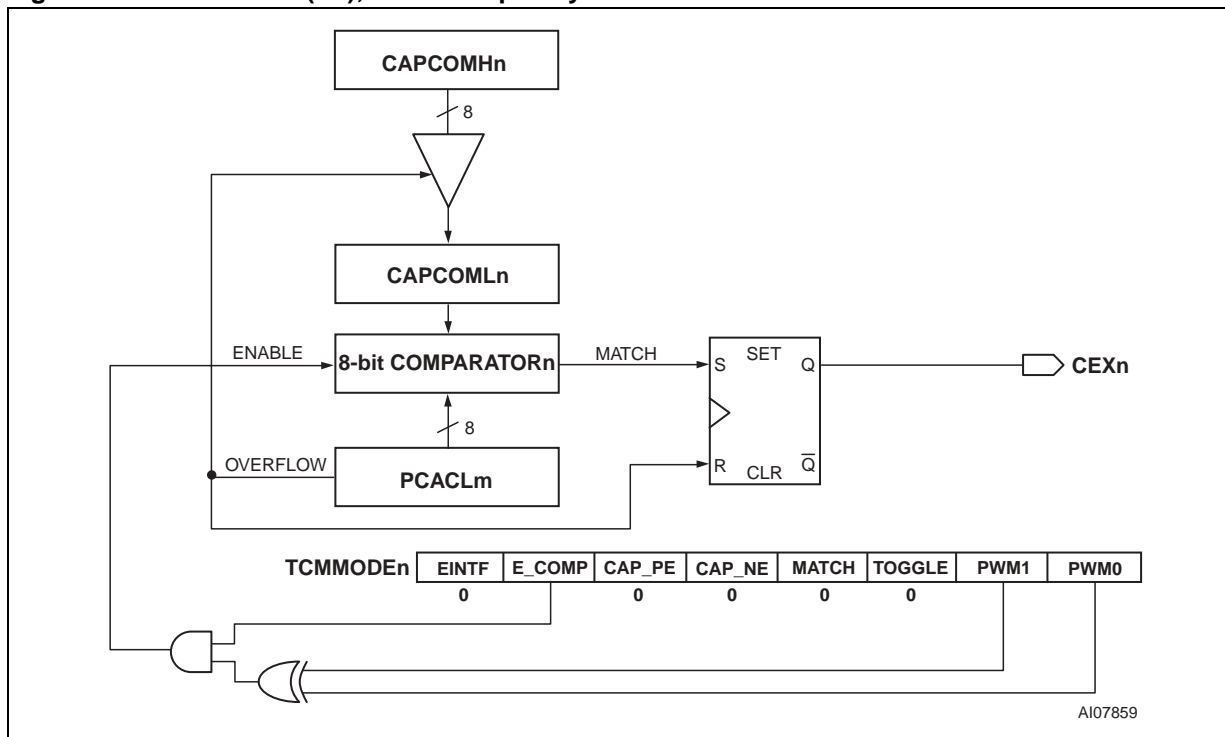 CAPCOMHn
8
CAPCOMLn
ENABLE
8-bit COMPARATORn
MATCH
S SET Q
CEXn
8
OVERFLOW
PCACLm
R CLR Q̅
TCMMODEn EINTF E_COMP CAP_PE CAP_NE MATCH TOGGLE PWM1 PWM0
0 0 0 0 0
AI07859